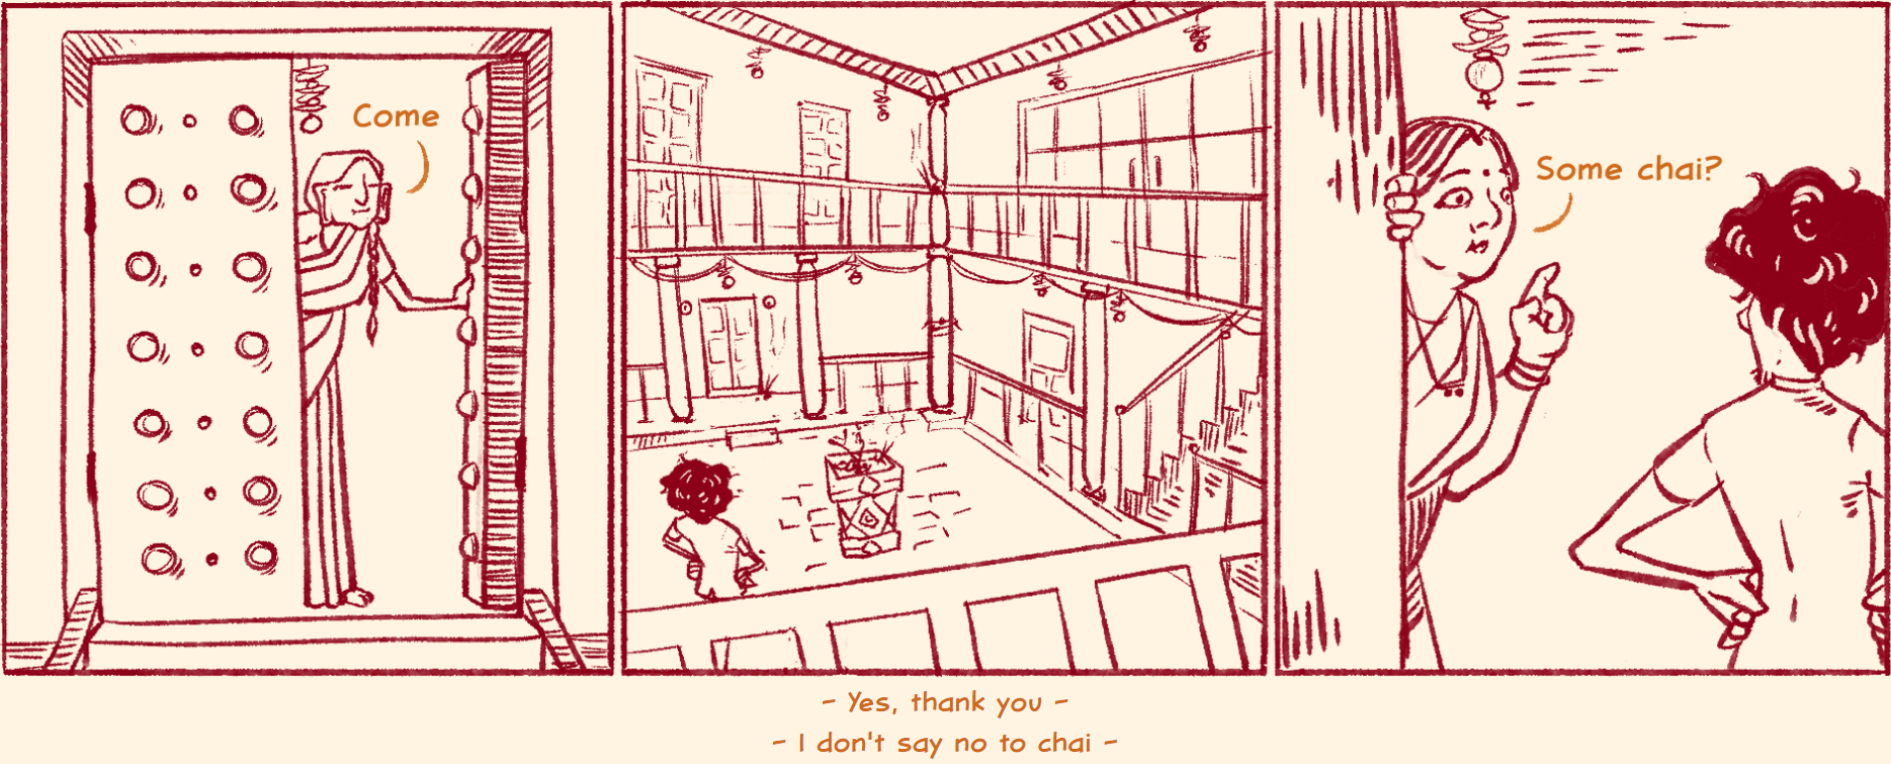 Come
Some chai?
- Yes, thank you -
- I don't say no to chai -